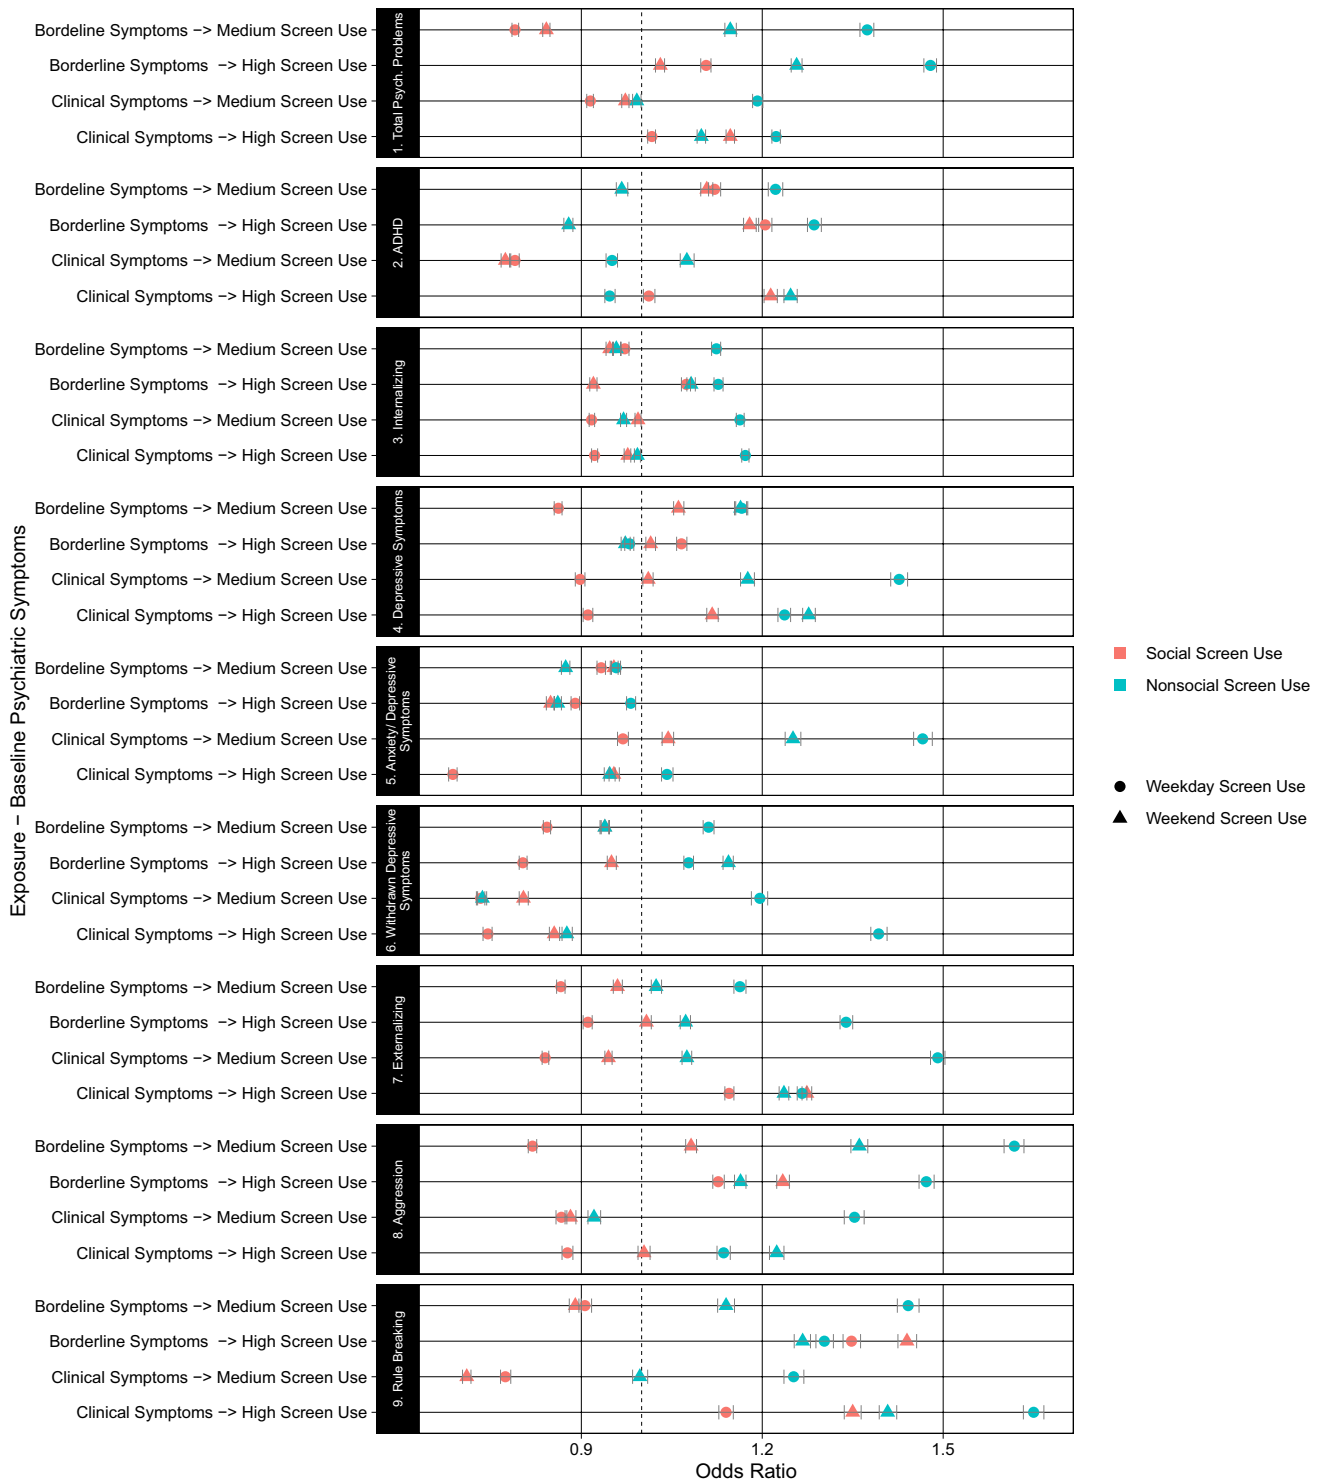 Exposure − Baseline Psychiatric Symptoms
1. Total Psych. Problems
Bordeline Symptoms −> Medium Screen Use
Borderline Symptoms −> High Screen Use
Clinical Symptoms −> Medium Screen Use
Clinical Symptoms −> High Screen Use
2. ADHD
Bordeline Symptoms −> Medium Screen Use
Borderline Symptoms −> High Screen Use
Clinical Symptoms −> Medium Screen Use
Clinical Symptoms −> High Screen Use
3. Internalizing
Bordeline Symptoms −> Medium Screen Use
Borderline Symptoms −> High Screen Use
Clinical Symptoms −> Medium Screen Use
Clinical Symptoms −> High Screen Use
4. Depressive Symptoms
Bordeline Symptoms −> Medium Screen Use
Borderline Symptoms −> High Screen Use
Clinical Symptoms −> Medium Screen Use
Clinical Symptoms −> High Screen Use
5. Anxiety/ Depressive
Symptoms
Bordeline Symptoms −> Medium Screen Use
Borderline Symptoms −> High Screen Use
Clinical Symptoms −> Medium Screen Use
Clinical Symptoms −> High Screen Use
6. Withdrawn Depressive
Symptoms
Bordeline Symptoms −> Medium Screen Use
Borderline Symptoms −> High Screen Use
Clinical Symptoms −> Medium Screen Use
Clinical Symptoms −> High Screen Use
7. Externalizing
Bordeline Symptoms −> Medium Screen Use
Borderline Symptoms −> High Screen Use
Clinical Symptoms −> Medium Screen Use
Clinical Symptoms −> High Screen Use
8. Aggression
Bordeline Symptoms −> Medium Screen Use
Borderline Symptoms −> High Screen Use
Clinical Symptoms −> Medium Screen Use
Clinical Symptoms −> High Screen Use
9. Rule Breaking
Bordeline Symptoms −> Medium Screen Use
Borderline Symptoms −> High Screen Use
Clinical Symptoms −> Medium Screen Use
Clinical Symptoms −> High Screen Use
0.9 1.2 1.5
Odds Ratio
Social Screen Use
Nonsocial Screen Use
Weekday Screen Use
Weekend Screen Use